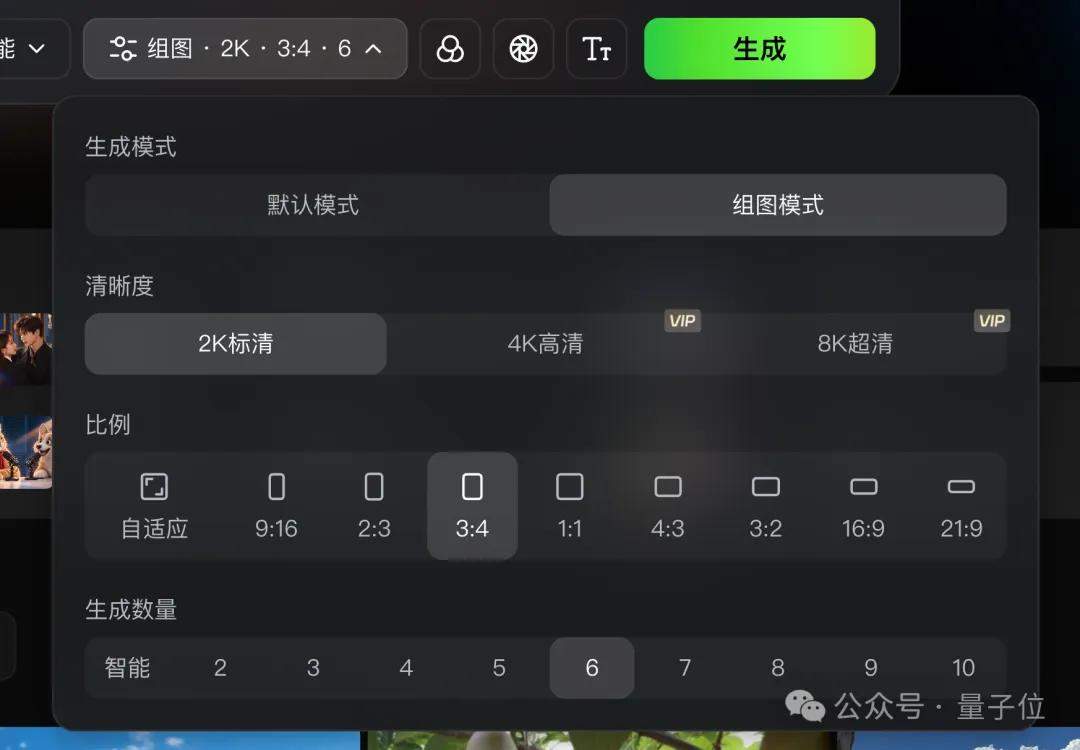 能 组图 · 2K · 3:4 · 6 Tт 生成
生成模式
默认模式 组图模式
清晰度
VIP VIP
2K标清 4K高清 8K超清
比例
自适应 9:16 2:3 3:4 1:1 4:3 3:2 16:9 21:9
生成数量
智能 2 3 4 5 6 7 8 9 10
公众号 · 量子位